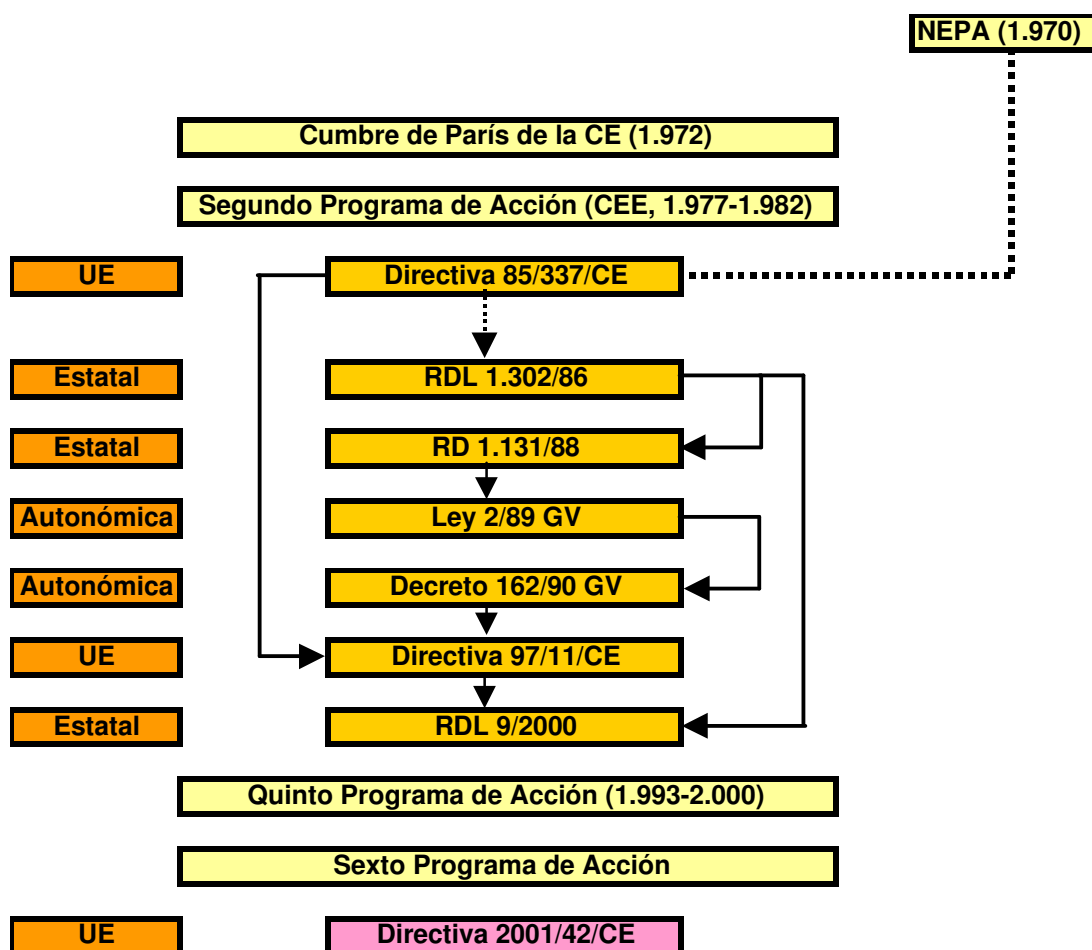 NEPA (1.970)
Cumbre de París de la CE (1.972)
Segundo Programa de Acción (CEE, 1.977-1.982)
UE
Directiva 85/337/CE
Estatal
RDL 1.302/86
Estatal
RD 1.131/88
Autonómica
Ley 2/89 GV
Autonómica
Decreto 162/90 GV
UE
Directiva 97/11/CE
Estatal
RDL 9/2000
Quinto Programa de Acción (1.993-2.000)
Sexto Programa de Acción
UE
Directiva 2001/42/CE